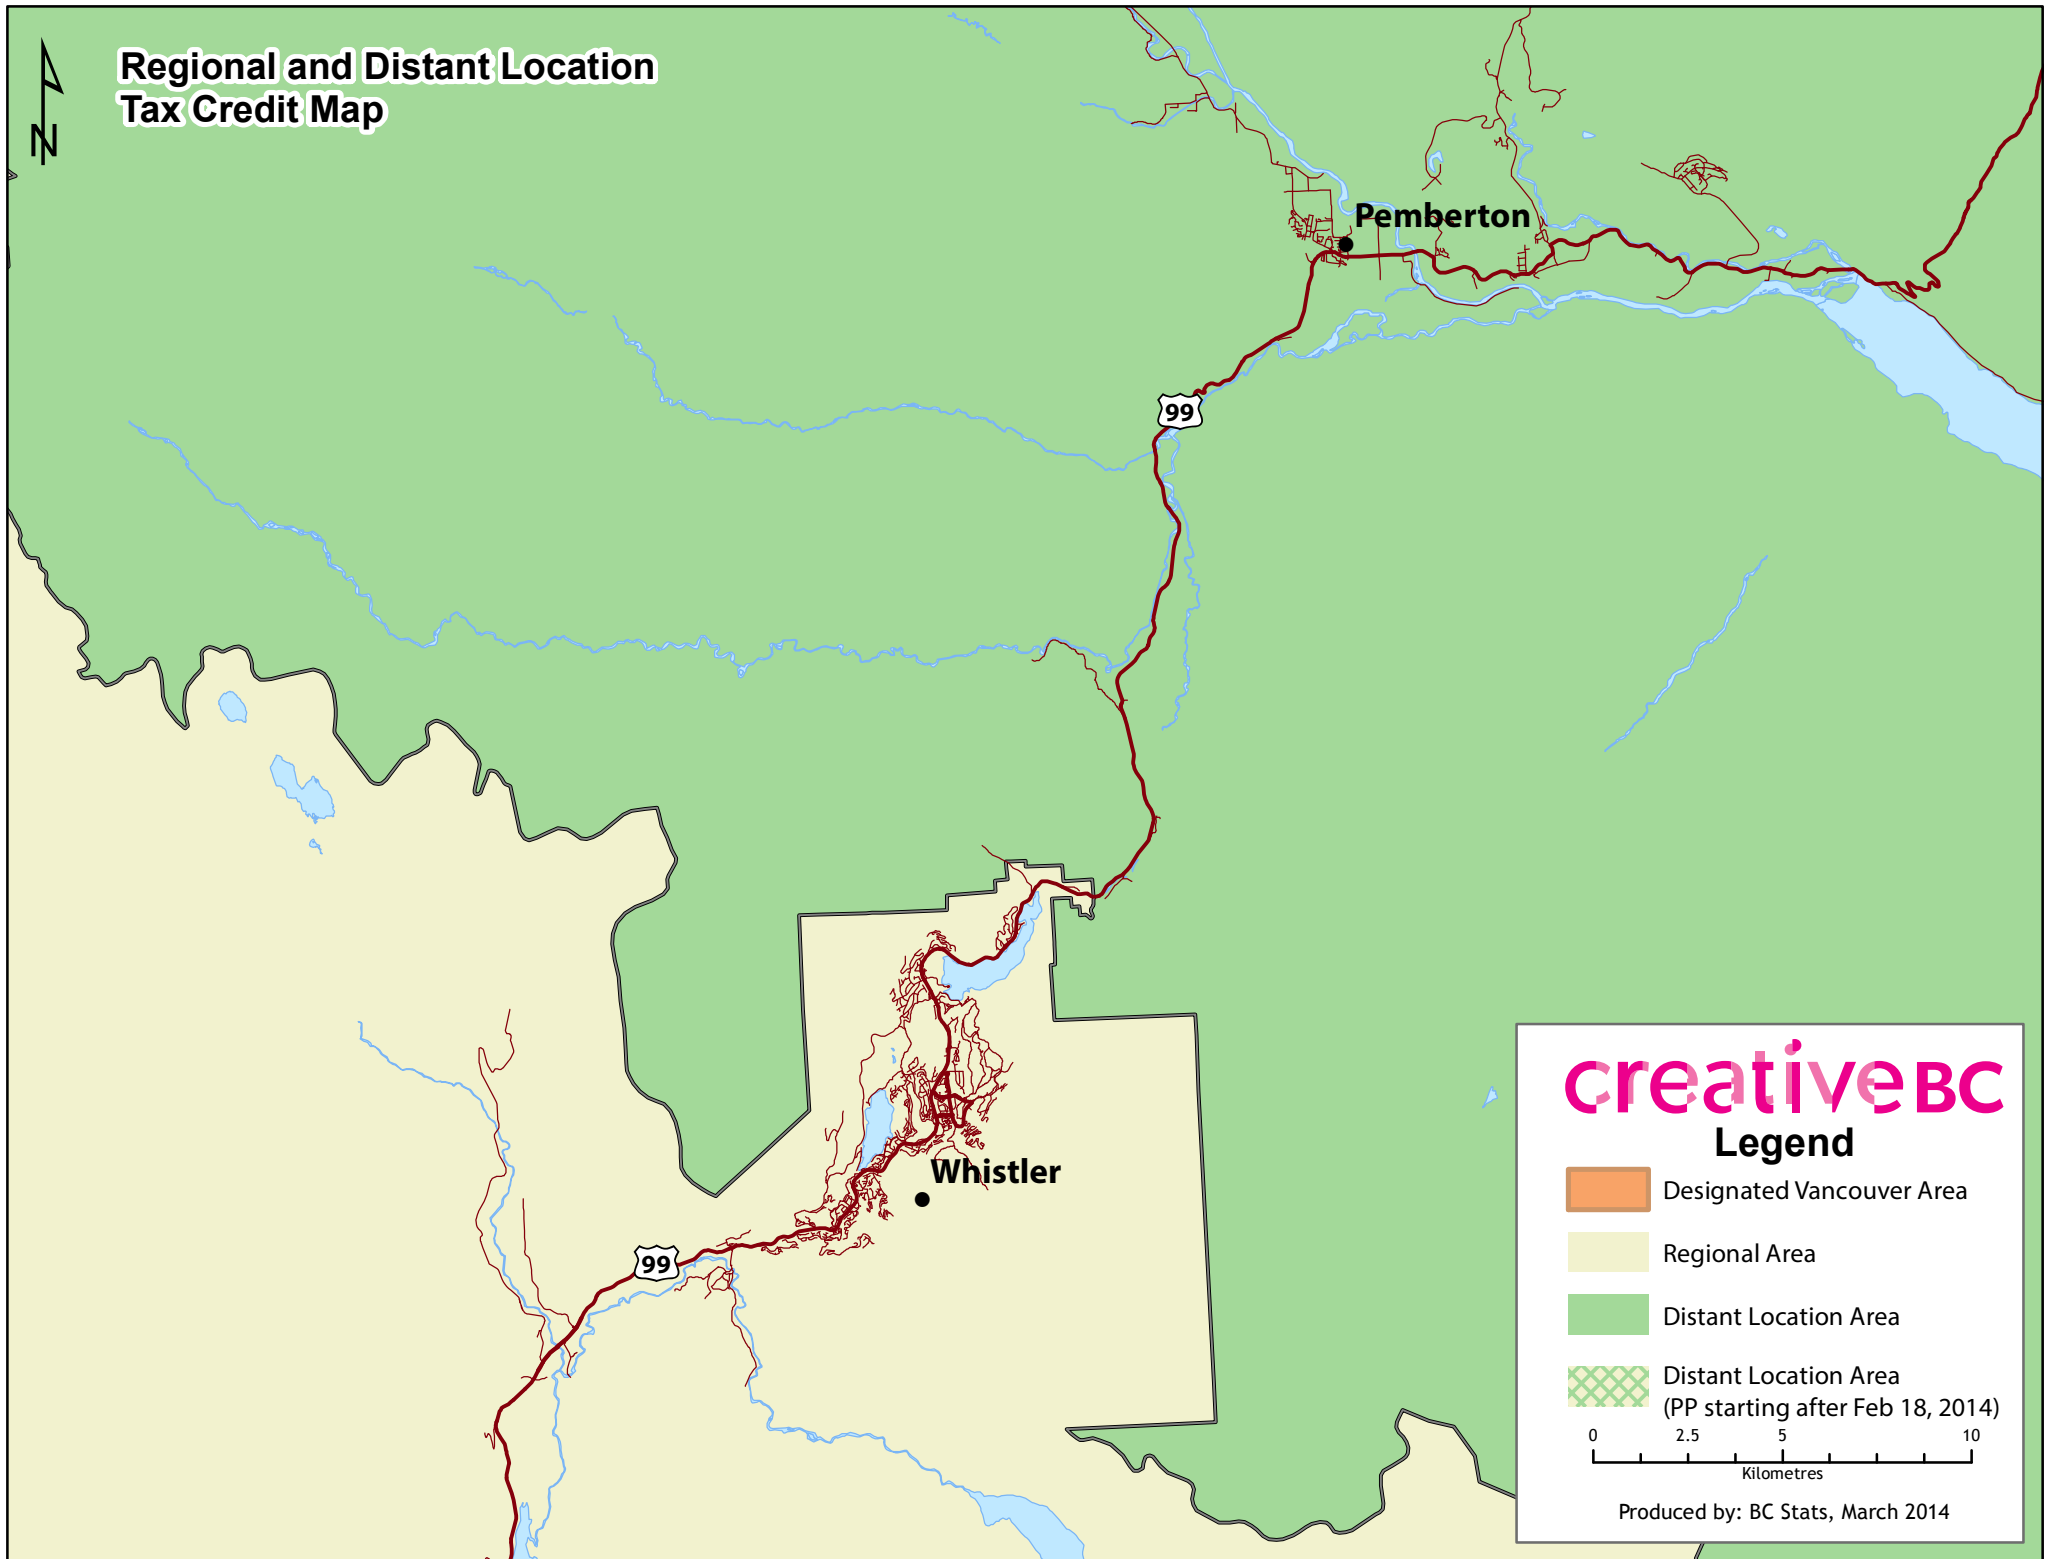 Regional and Distant Location
Tax Credit Map
N
Pemberton
99
Whistler
99
creativeBC
Legend
Designated Vancouver Area
Regional Area
Distant Location Area
Distant Location Area
(PP starting after Feb 18, 2014)
0 2.5 5 10
Kilometres
Produced by: BC Stats, March 2014